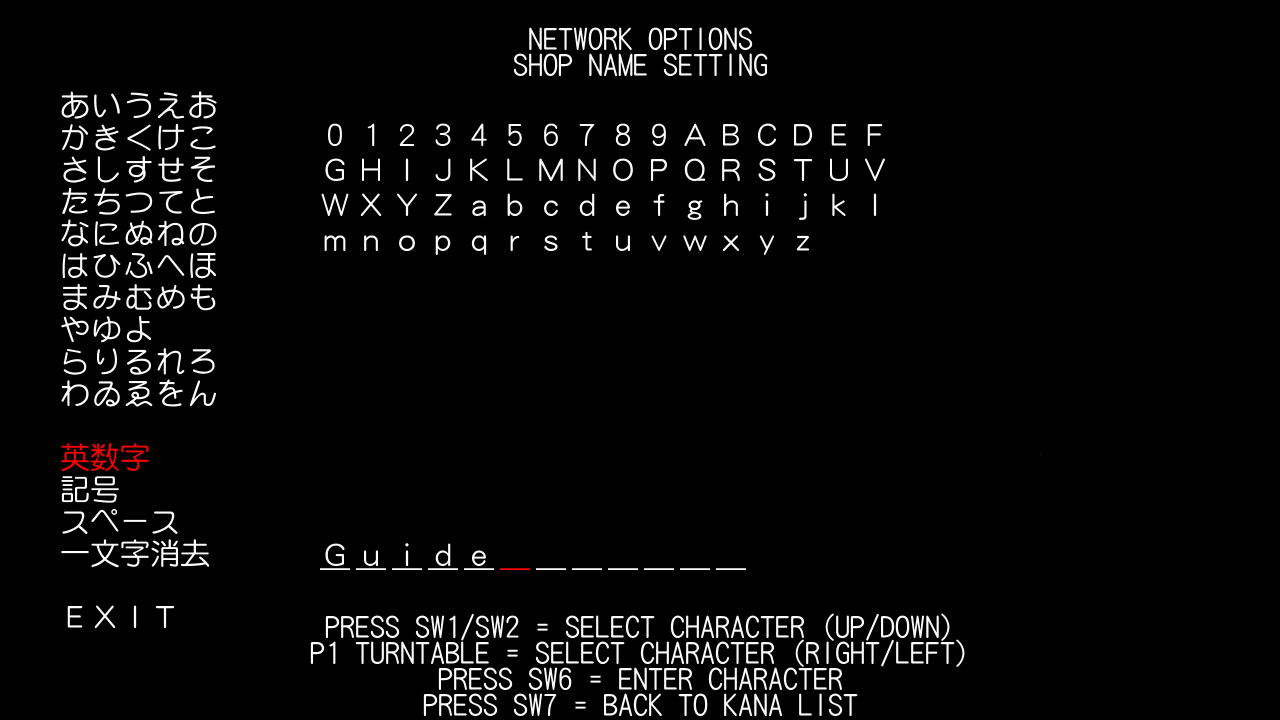 NETWORK OPTIONS
SHOP NAME SETTING
あいうえお
かきくけこ
さしすせそ
たちつてと
なにぬねの
はひふへほ
まみむめも
やゆよ
らりるれろ
わゐゑをん
英数字
記号
スペース
一文字消去
EXIT
0 1 2 3 4 5 6 7 8 9 A B C D E F
G H I J K L M N O P Q R S T U V
W X Y Z a b c d e f g h i j k l
m n o p q r s t u v w x y z
Guide_______
PRESS SW1/SW2 = SELECT CHARACTER (UP/DOWN)
P1 TURNTABLE = SELECT CHARACTER (RIGHT/LEFT)
PRESS SW6 = ENTER CHARACTER
PRESS SW7 = BACK TO KANA LIST